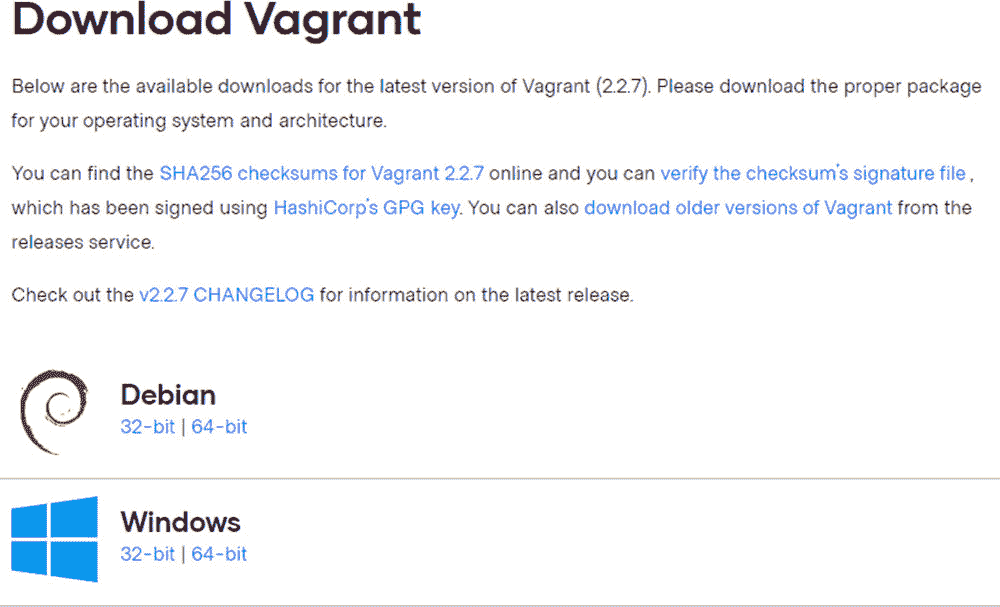 Download Vagrant
Below are the available downloads for the latest version of Vagrant (2.2.7). Please download the proper package
for your operating system and architecture.
You can find the SHA256 checksums for Vagrant 2.2.7 online and you can verify the checksum's signature file ,
which has been signed using HashiCorp's GPG key. You can also download older versions of Vagrant from the
releases service.
Check out the v2.2.7 CHANGELOG for information on the latest release.
Debian
32-bit | 64-bit
Windows
32-bit | 64-bit